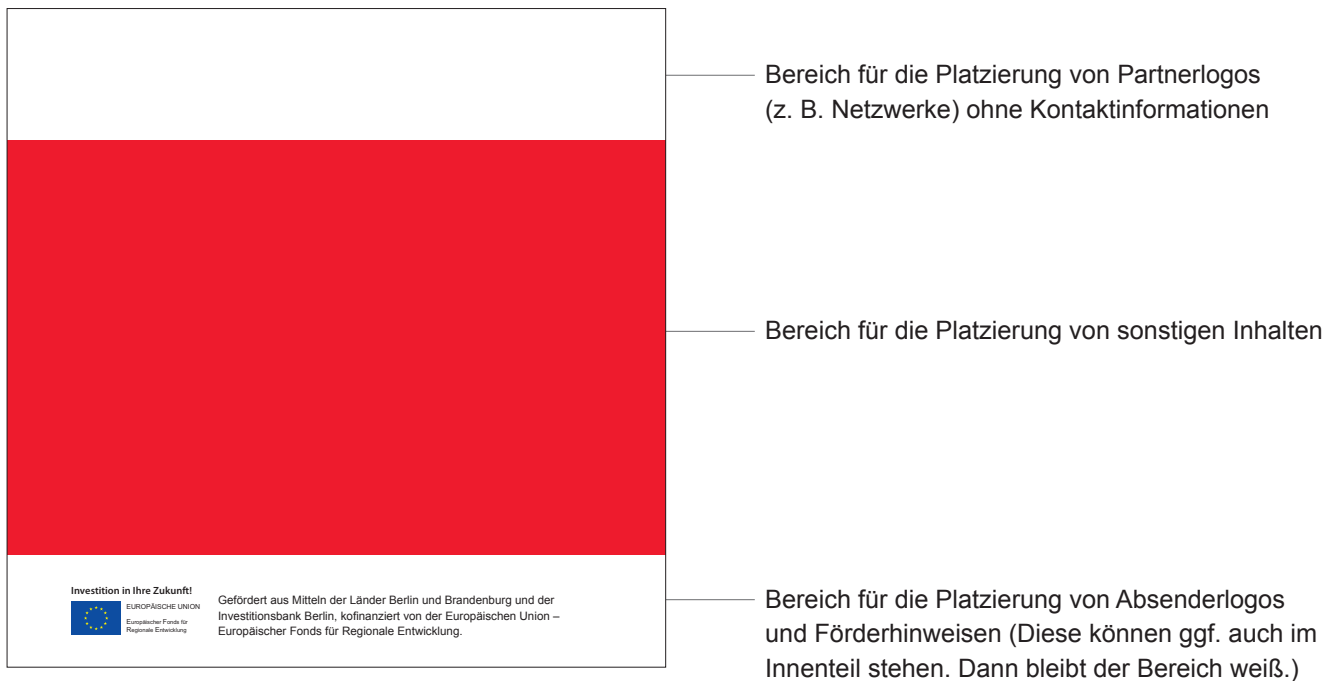 Bereich für die Platzierung von Partnerlogos
(z. B. Netzwerke) ohne Kontaktinformationen
Bereich für die Platzierung von sonstigen Inhalten
Investition in Ihre Zukunft!
EUROPÄISCHE UNION
Europäischer Fonds für
Regionale Entwicklung
Gefördert aus Mitteln der Länder Berlin und Brandenburg und der
Investitionsbank Berlin, kofinanziert von der Europäischen Union –
Europäischer Fonds für Regionale Entwicklung.
Bereich für die Platzierung von Absenderlogos
und Förderhinweisen (Diese können ggf. auch im
Innenteil stehen. Dann bleibt der Bereich weiß.)